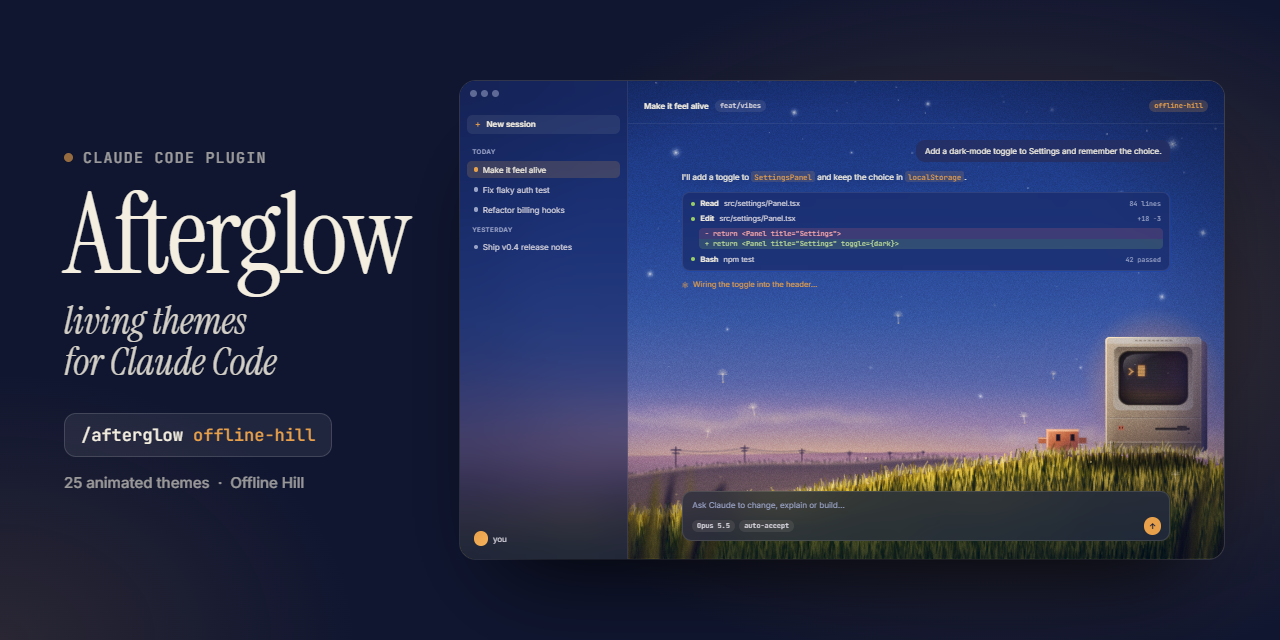 CLAUDE CODE PLUGIN
Afterglow
living themes
for Claude Code
/afterglow offline-hill
25 animated themes · Offline Hill
+ New session
TODAY
Make it feel alive
Fix flaky auth test
Refactor billing hooks
YESTERDAY
Ship v0.4 release notes
you
Make it feel alive feat/vibes offline-hill
Add a dark-mode toggle to Settings and remember the choice.
I'll add a toggle to SettingsPanel and keep the choice in localStorage.
Read src/settings/Panel.tsx 84 lines
Edit src/settings/Panel.tsx +18 -3
- return <Panel title="Settings">
+ return <Panel title="Settings" toggle={dark}>
Bash npm test 42 passed
Wiring the toggle into the header...
>
Ask Claude to change, explain or build...
Opus 5.5 auto-accept